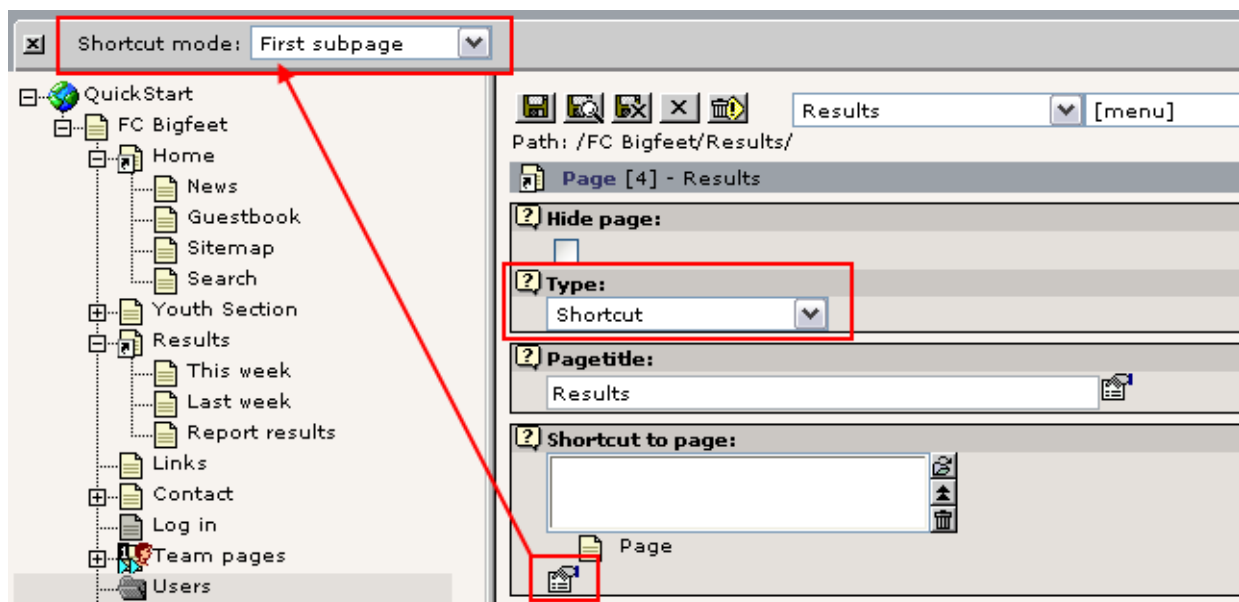 Shortcut mode: First subpage
QuickStart
FC Bigfeet
Home
News
Guestbook
Sitemap
Search
Youth Section
Results
This week
Last week
Report results
Links
Contact
Log in
Team pages
Users
Results [menu]
Path: /FC Bigfeet/Results/
Page [4] - Results
Hide page:
Type:
Shortcut
Pagetitle:
Results
Shortcut to page:
Page